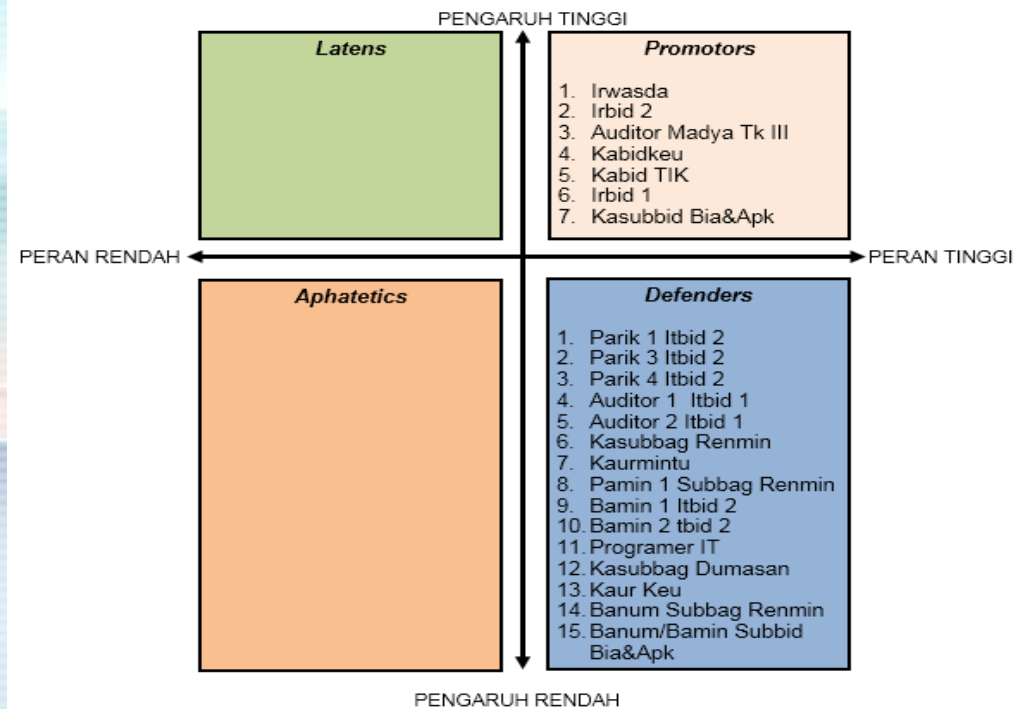 PENGARUH TINGGI
Latens
Promotors
1. Irwasda
2. Irbid 2
3. Auditor Madya Tk III
4. Kabidkeu
5. Kabid TIK
6. Irbid 1
7. Kasubbid Bia&Apk
PERAN RENDAH
PERAN TINGGI
Aphatetics
Defenders
1. Parik 1 Itbid 2
2. Parik 3 Itbid 2
3. Parik 4 Itbid 2
4. Auditor 1 Itbid 1
5. Auditor 2 Itbid 1
6. Kasubbag Renmin
7. Kaurmintu
8. Pamin 1 Subbag Renmin
9. Bamin 1 Itbid 2
10. Bamin 2 tbid 2
11. Programer IT
12. Kasubbag Dumasan
13. Kaur Keu
14. Banum Subbag Renmin
15. Banum/Bamin Subbid
Bia&Apk
PENGARUH RENDAH